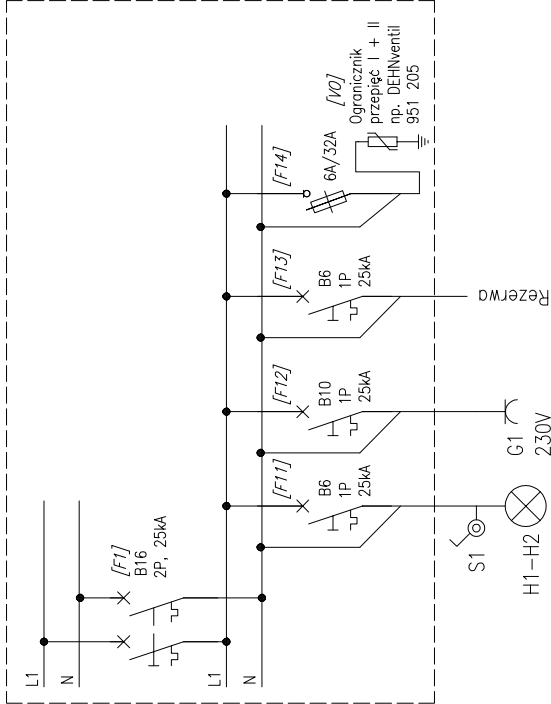 L1
N
[F1]
B16
2P, 25kA
L1
N
[F11]
B6
1P
25kA
[F12]
B10
1P
25kA
[F13]
B6
1P
25kA
[F14]
6A/32A
[VO]
Ogranicznik
przepięć I + II
np. DEHNventil
951 205
S1
H1-H2
G1
230V
Rezerwa